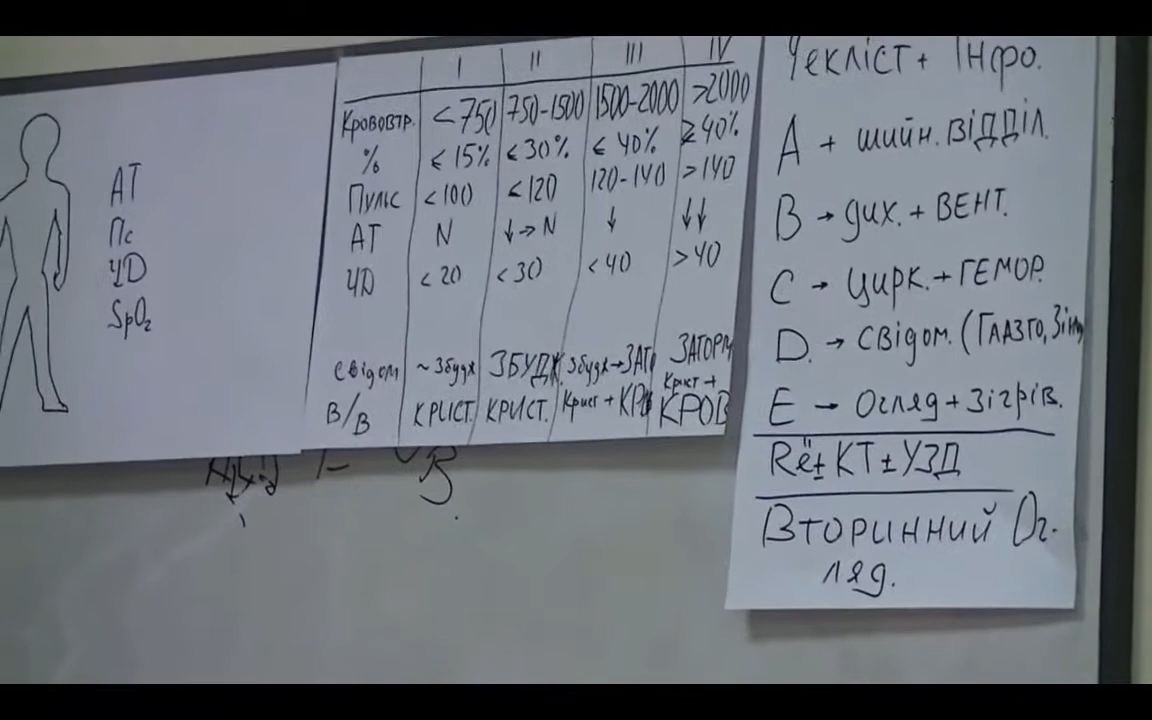 АТ
Пс
ЧД
SpO₂
I II III IV
Крововтр. <750 750-1500 1500-2000 >2000
% ≤15% ≤30% ≤40% ≥40%
Пульс <100 <120 120-140 >140
АТ N ↓→N ↓ ↓↓
ЧД <20 <30 <40 >40
Свідом ~Збудж ЗБУДЖ. Збудж→ЗАГ ЗАГОРМ
В/В КРИСТ. КРИСТ. Крист + КРОВ Крист + КРОВ
Чекліст + Інфо.
A + шийн. ВІДДІЛ.
B → дих. + ВЕНТ.
C → Цирк. + ГЕМОР.
D. → Свідом. (Глазго,
E → Огляд + Зігрів.
Rё ± КТ ± УЗД
Вторинний Ог-
ляд.